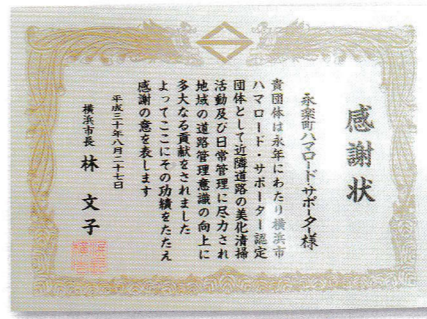 感謝状
永楽町ハマロードサポーター様
貴団体は永年にわたり横浜市
ハマロード・サポーター認定
団体として近隣道路の美化清掃
活動及び日常管理に尽力され
地域の道路管理意識の向上に
多大なる貢献をされました
よってここにその功績をたたえ
感謝の意を表します
平成三十年八月二十七日
横浜市長 林文子